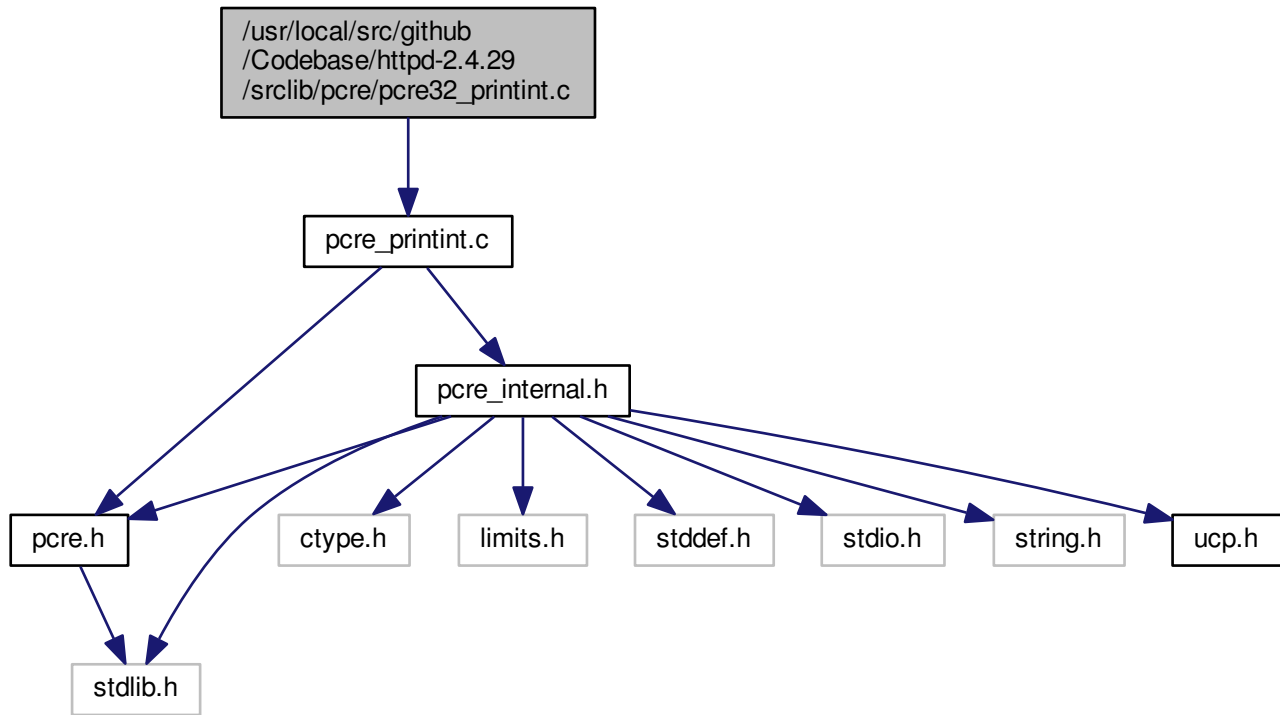 /usr/local/src/github
/Codebase/httpd-2.4.29
/srclib/pcre/pcre32_printint.c
pcre_printint.c
pcre_internal.h
pcre.h
ctype.h
limits.h
stddef.h
stdio.h
string.h
ucp.h
stdlib.h